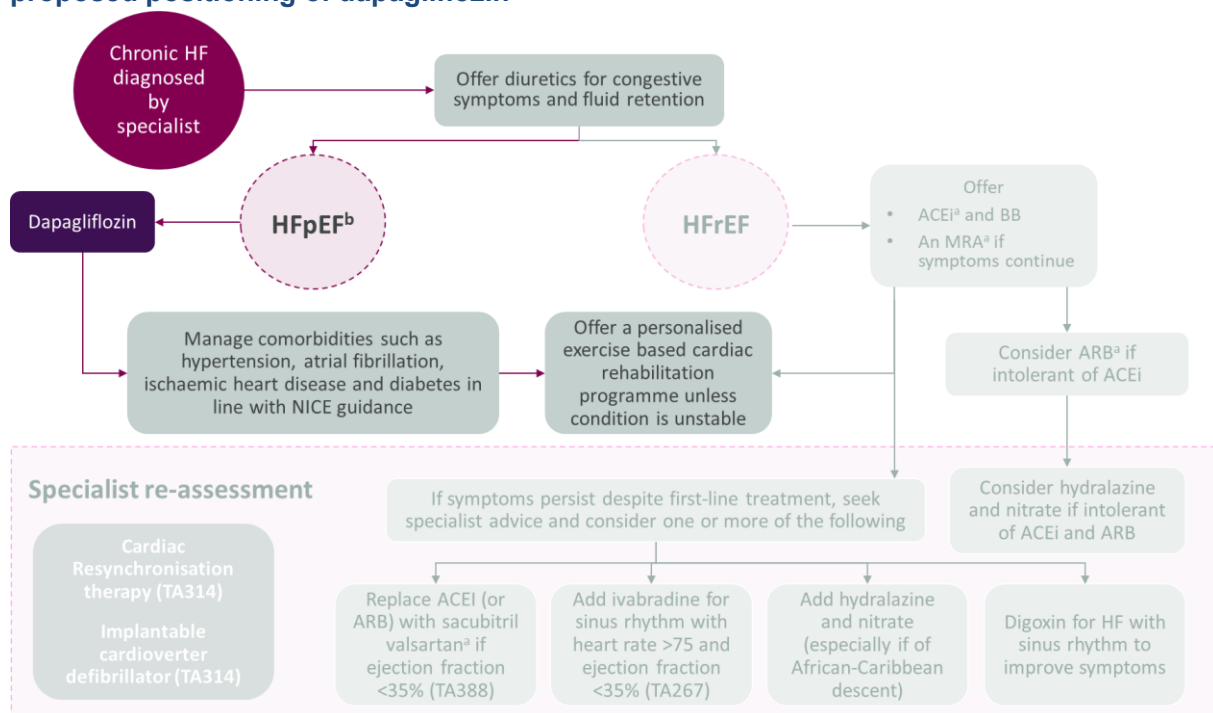 proposed positioning of dapagliflozin
Chronic HF
diagnosed
by
specialist
Offer diuretics for congestive
symptoms and fluid retention
Dapagliflozin
HFpEFᵇ
HFrEF
Offer
• ACEiᵃ and BB
• An MRAᵃ if
symptoms continue
Manage comorbidities such as
hypertension, atrial fibrillation,
ischaemic heart disease and diabetes in
line with NICE guidance
Offer a personalised
exercise based cardiac
rehabilitation
programme unless
condition is unstable
Consider ARBᵃ if
intolerant of ACEi
Specialist re-assessment
Cardiac
Resynchronisation
therapy (TA314)
Implantable
cardioverter
defibrillator (TA314)
If symptoms persist despite first-line treatment, seek
specialist advice and consider one or more of the following
Consider hydralazine
and nitrate if intolerant
of ACEi and ARB
Replace ACEI (or
ARB) with sacubitril
valsartanᵃ if
ejection fraction
<35% (TA388)
Add ivabradine for
sinus rhythm with
heart rate >75 and
ejection fraction
<35% (TA267)
Add hydralazine
and nitrate
(especially if of
African-Caribbean
descent)
Digoxin for HF with
sinus rhythm to
improve symptoms